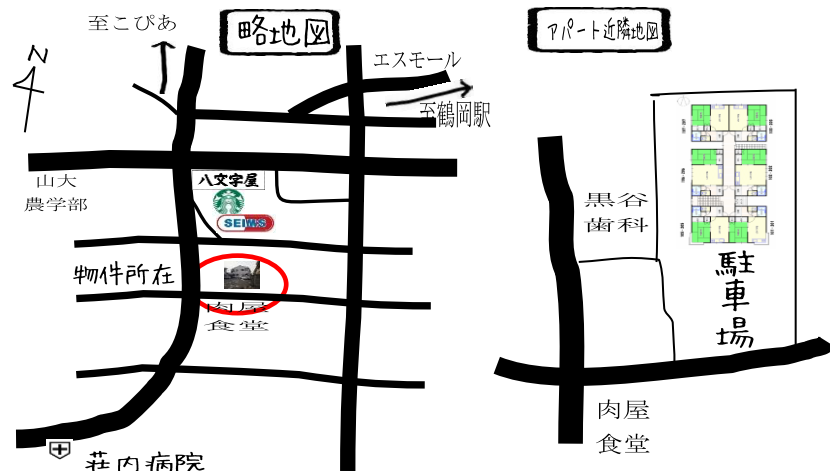 略地図
至こぴあ
N
エスモール
至鶴岡駅
山大
農学部
八文字屋
SEIMS
物件所在
肉屋
食堂
荘内病院
アパート近隣地図
黒谷
歯科
駐車場
肉屋
食堂